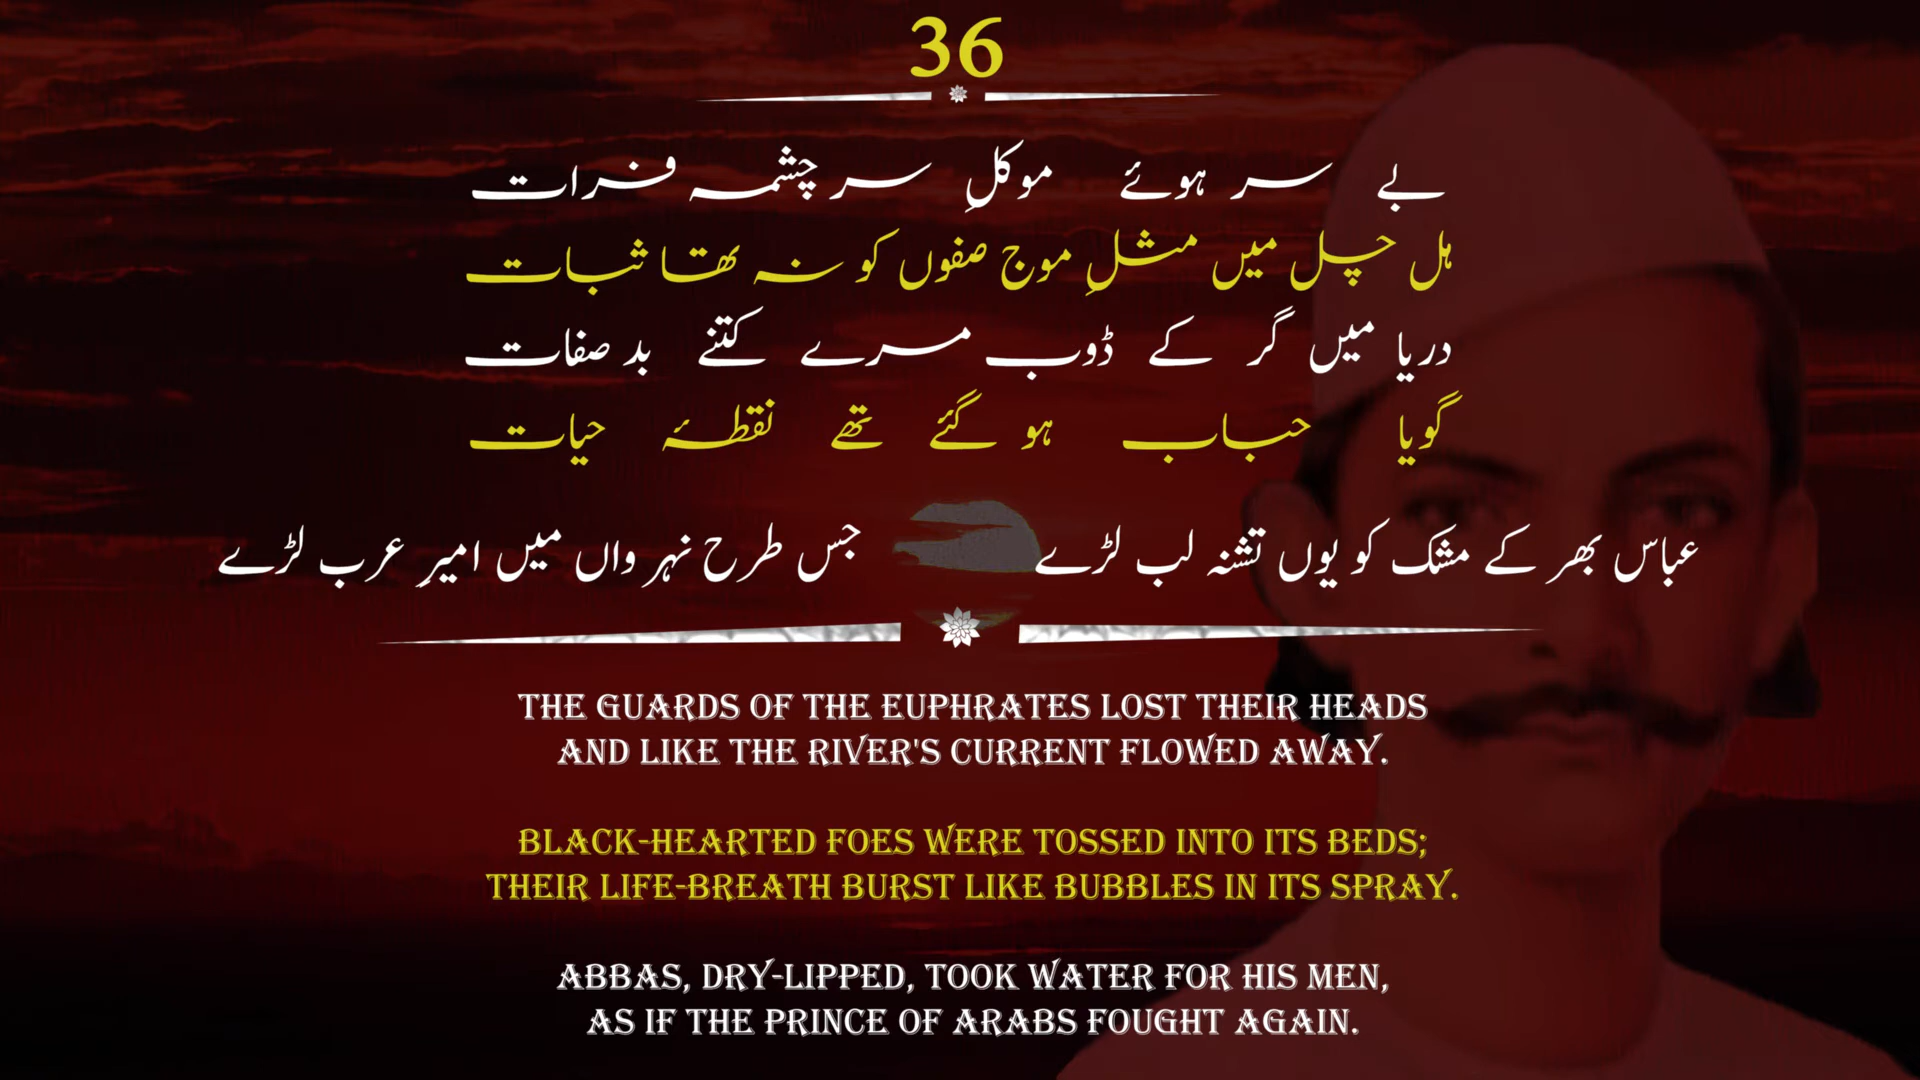 36
بے سر ہوئے موکلِ سر چشمہ فرات
ہل چل میں مثلِ موج صفوں کو نہ تھا ثبات
دریا میں گر کے ڈوب مرے کتنے بد صفات
گویا حباب ہو گئے تھے نقطۂ حیات
عباس بھر کے مشک کو یوں تشنہ لب لڑے جس طرح نہر واں میں امیرِ عرب لڑے
THE GUARDS OF THE EUPHRATES LOST THEIR HEADS
AND LIKE THE RIVER'S CURRENT FLOWED AWAY.
BLACK-HEARTED FOES WERE TOSSED INTO ITS BEDS;
THEIR LIFE-BREATH BURST LIKE BUBBLES IN ITS SPRAY.
ABBAS, DRY-LIPPED, TOOK WATER FOR HIS MEN,
AS IF THE PRINCE OF ARABS FOUGHT AGAIN.